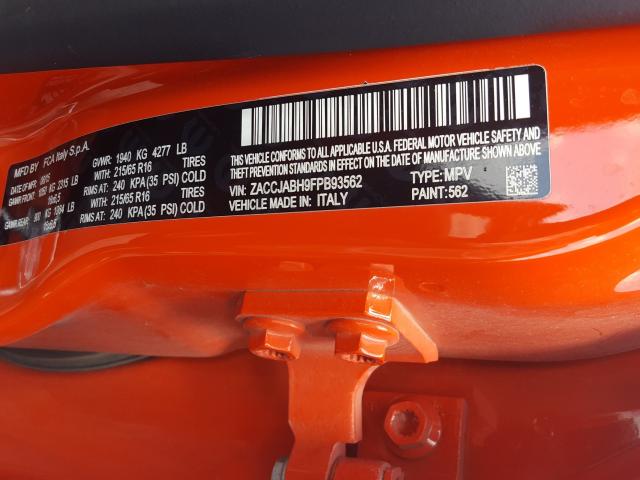 MFD BY FCA Italy S.p.A.
GVWR: 1940 KG 4277 LB
215/65 R16 TIRES
RIMS AT: 240 KPA(35 PSI) COLD
WITH: 215/65 R16 TIRES
RIMS AT: 240 KPA(35 PSI) COLD
THIS VEHICLE CONFORMS TO ALL APPLICABLE U.S.A. FEDERAL MOTOR VEHICLE SAFETY AND
THEFT PREVENTION STANDARDS IN EFFECT ON THE DATE OF MANUFACTURE SHOWN ABOVE.
VIN: ZACCJABH9FPB93562 TYPE: MPV
VEHICLE MADE IN: ITALY PAINT: 562